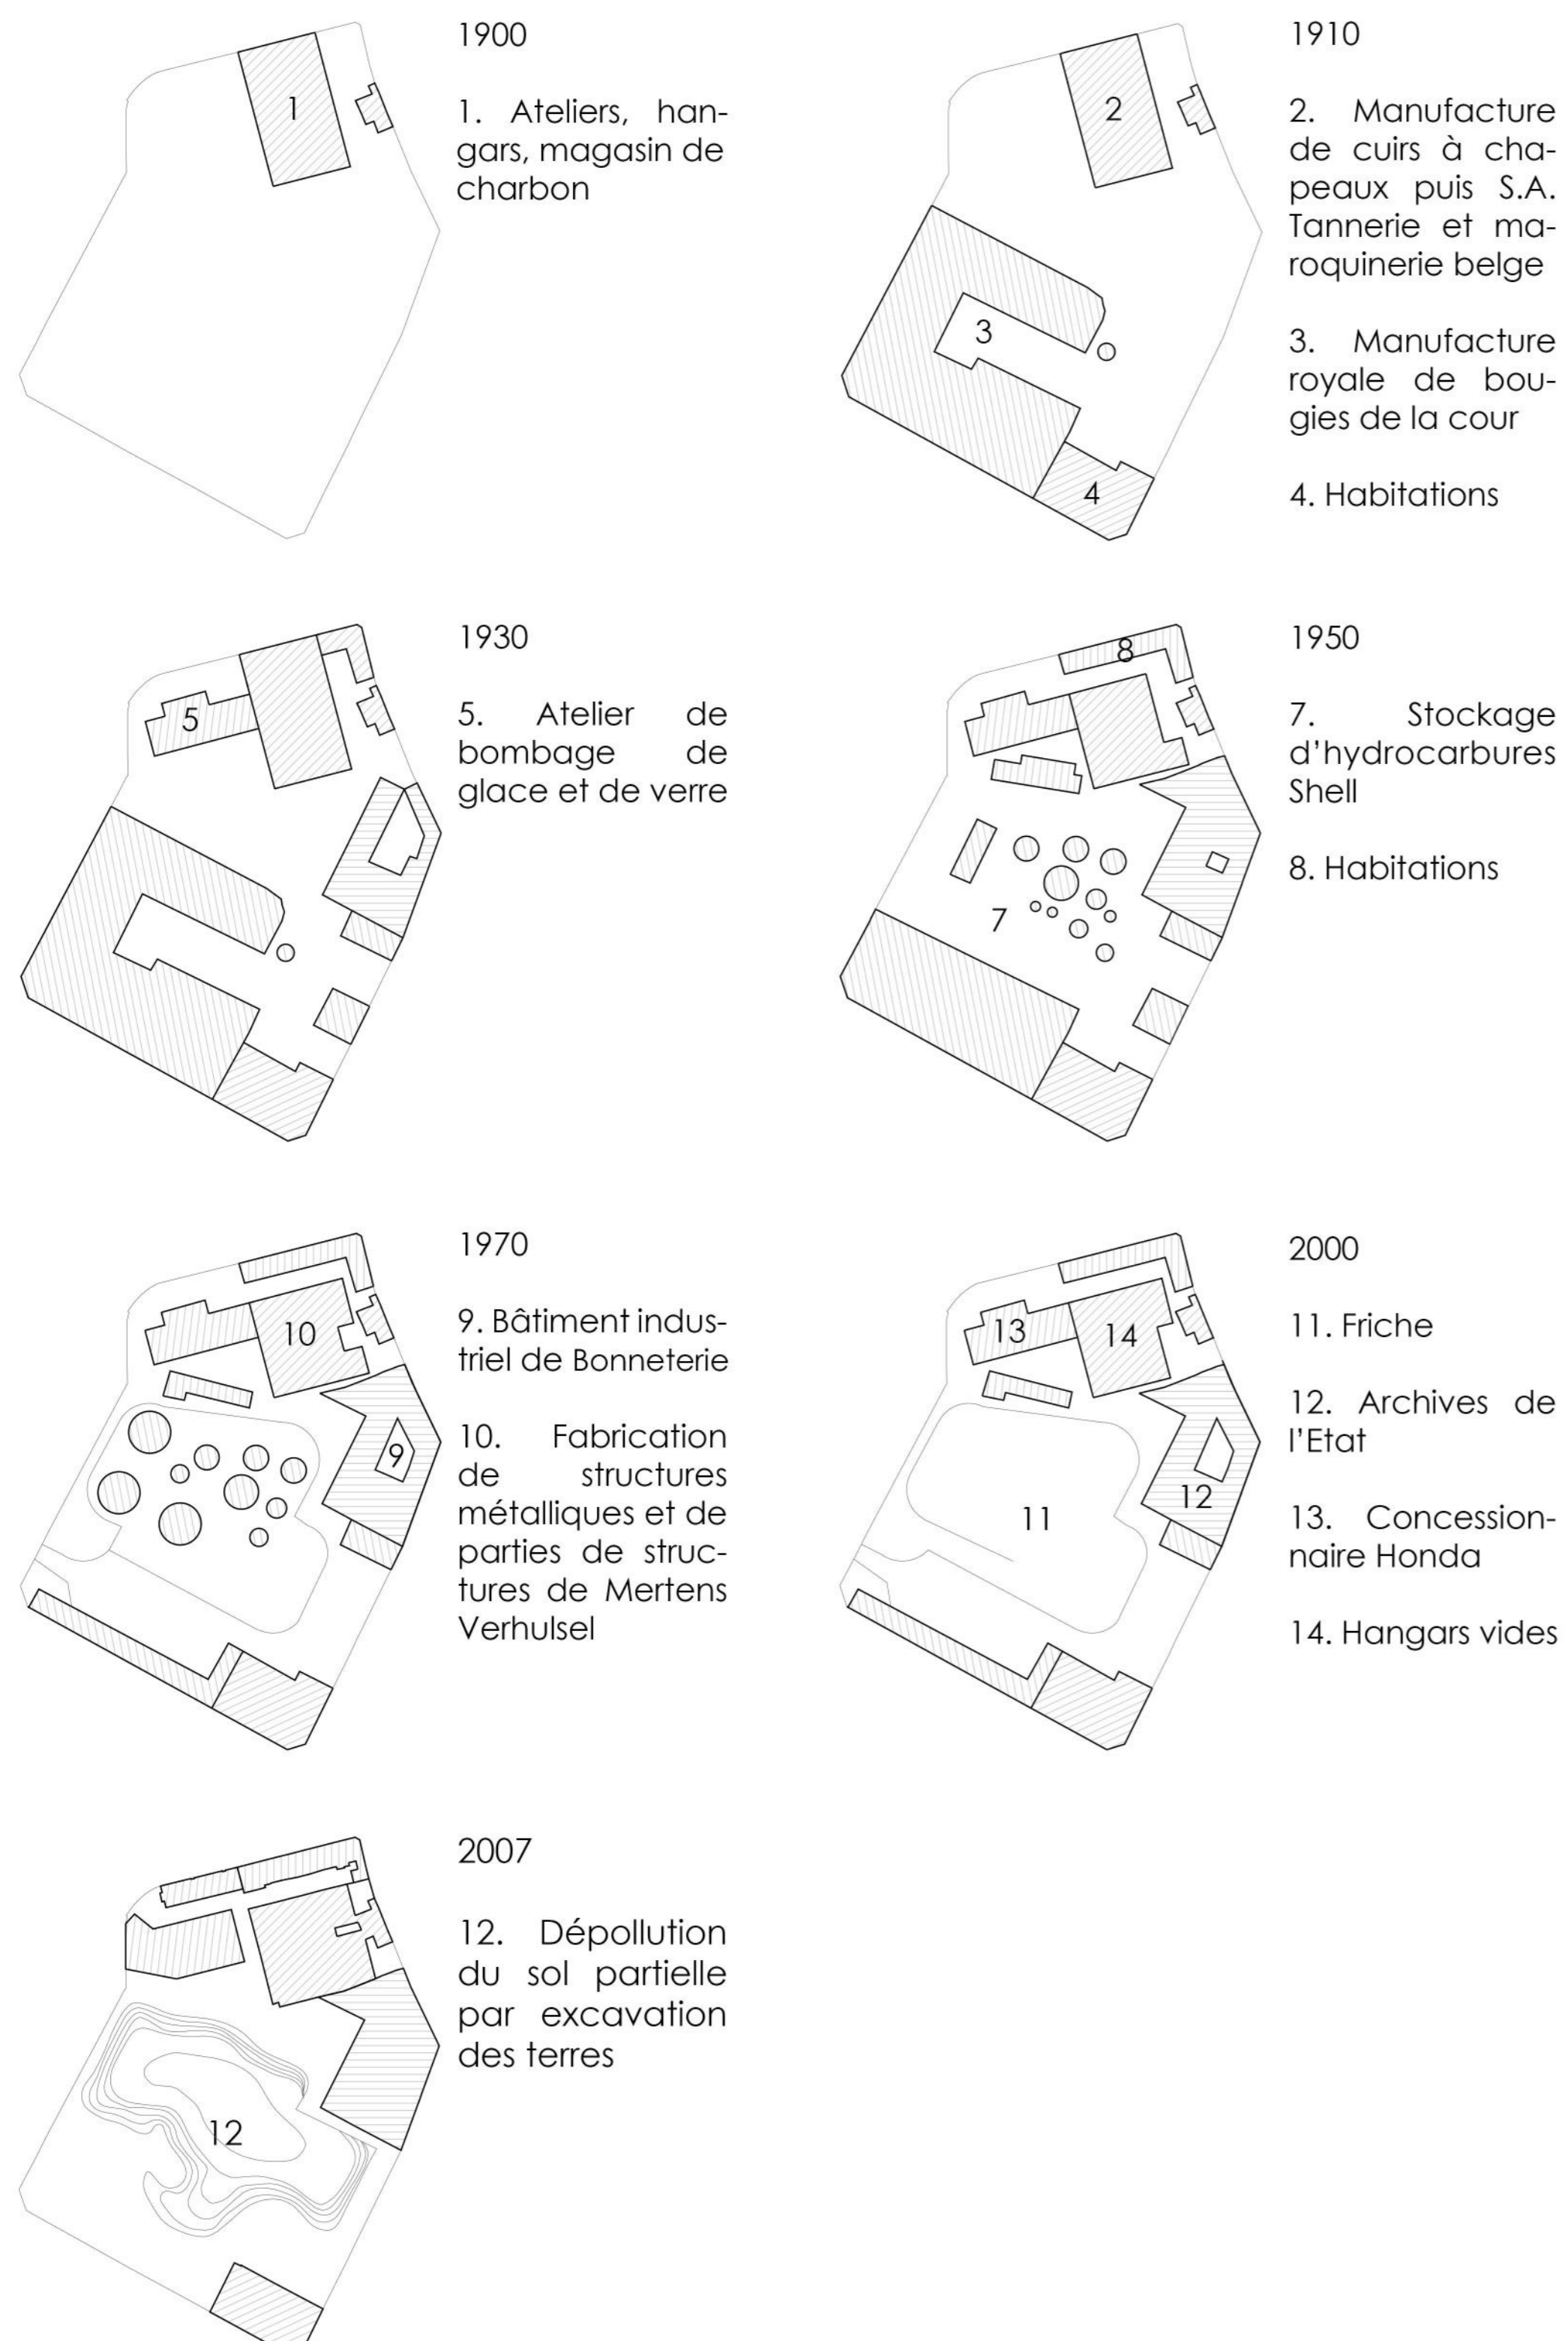 1900
1. Ateliers, han-
gars, magasin de
charbon
1
1910
2. Manufacture
de cuirs à cha-
peaux puis S.A.
Tannerie et ma-
roquinerie belge
3. Manufacture
royale de bou-
gies de la cour
4. Habitations
2
3
4
1930
5. Atelier de
bombage de
glace et de verre
5
1950
7. Stockage
d'hydrocarbures
Shell
8. Habitations
8
7
1970
9. Bâtiment indus-
triel de Bonneterie
10. Fabrication
de structures
métalliques et de
parties de struc-
tures de Mertens
Verhulsel
10
9
2000
11. Friche
12. Archives de
l'Etat
13. Concession-
naire Honda
14. Hangars vides
13
14
12
11
2007
12. Dépollution
du sol partielle
par excavation
des terres
12